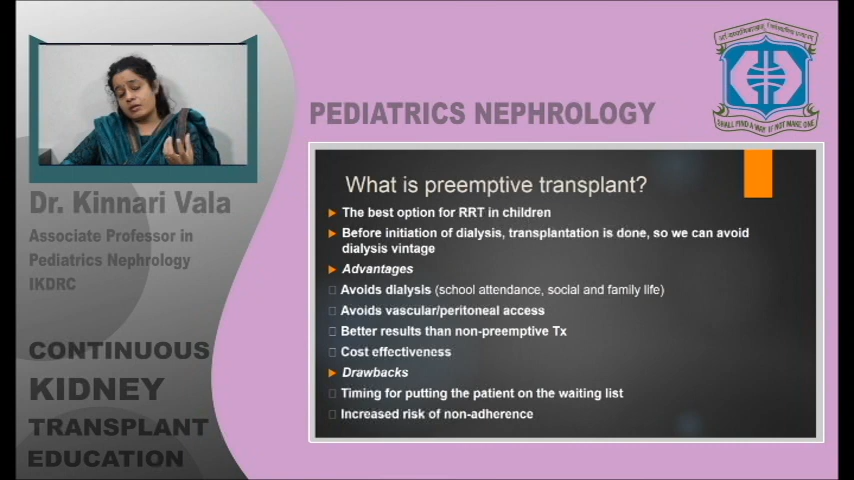 PEDIATRICS NEPHROLOGY
SHALL FIND A WAY IF NOT MAKE ONE
Dr. Kinnari Vala
Associate Professor in
Pediatrics Nephrology
IKDRC
CONTINUOUS
KIDNEY
TRANSPLANT
EDUCATION
What is preemptive transplant?
The best option for RRT in children
Before initiation of dialysis, transplantation is done, so we can avoid
dialysis vintage
Advantages
Avoids dialysis (school attendance, social and family life)
Avoids vascular/peritoneal access
Better results than non-preemptive Tx
Cost effectiveness
Drawbacks
Timing for putting the patient on the waiting list
Increased risk of non-adherence